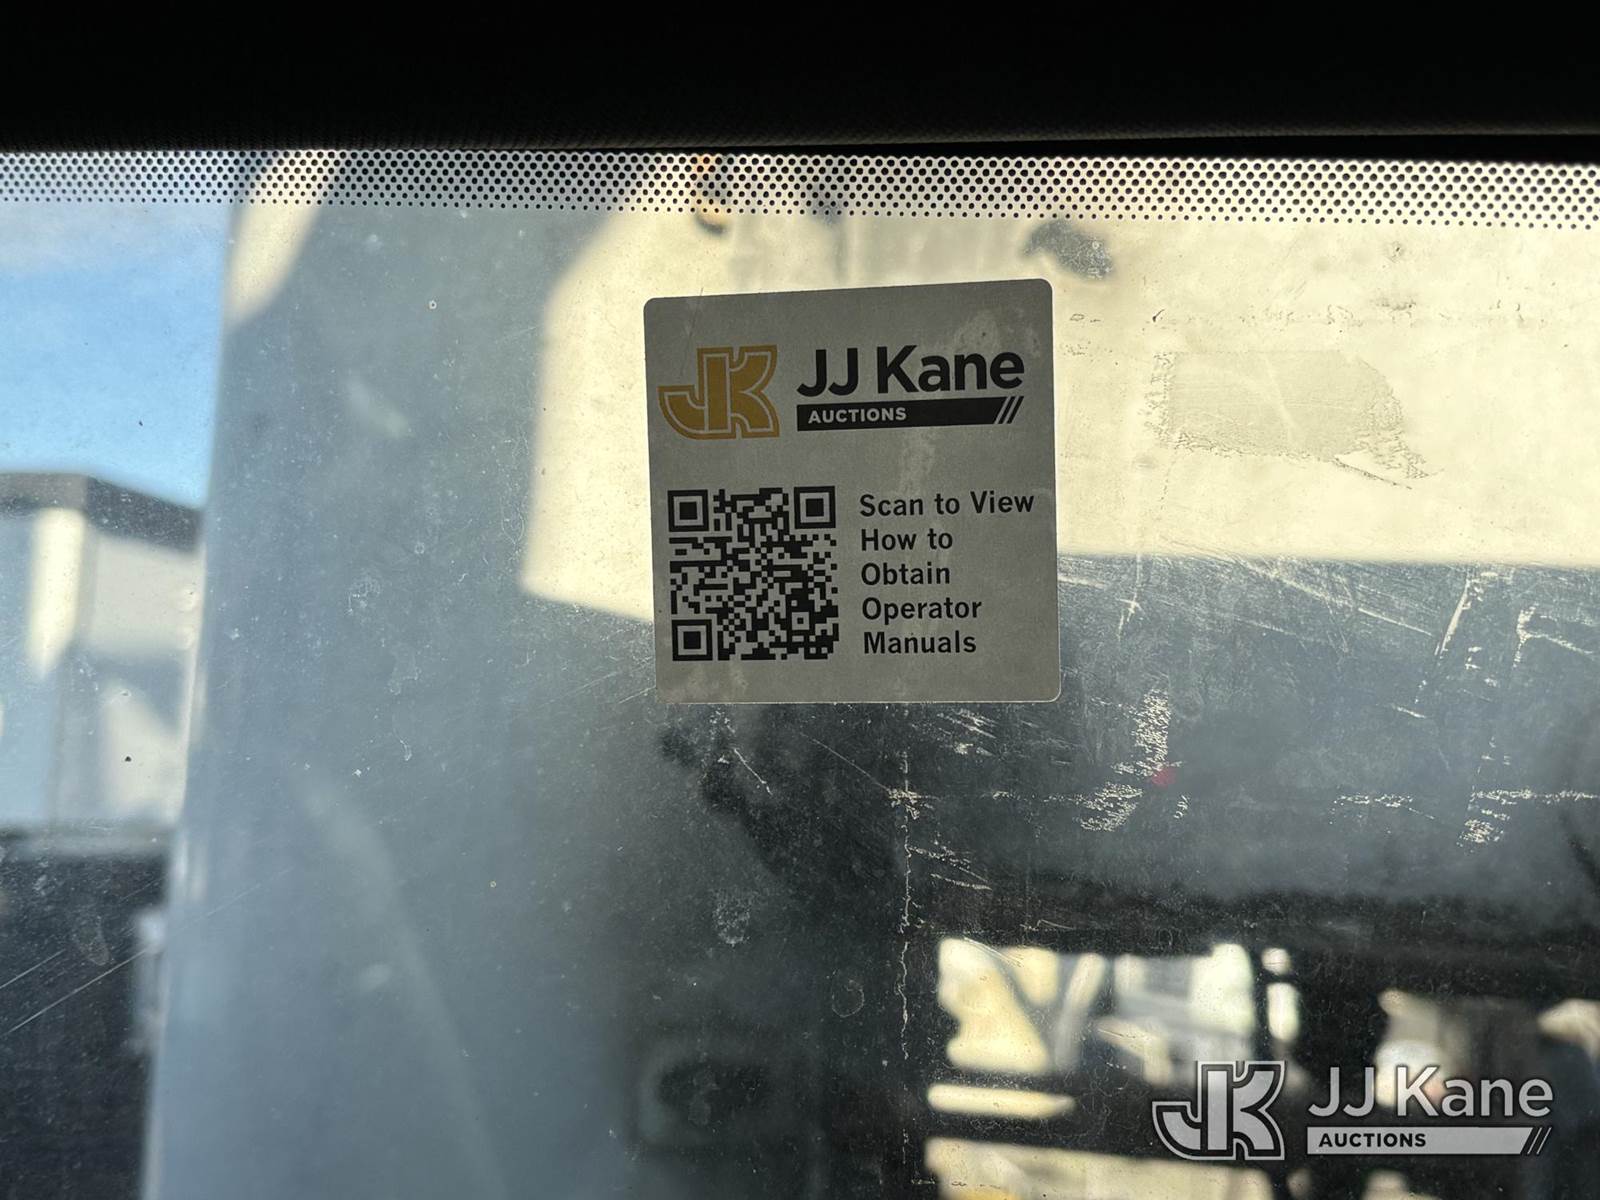 JK JJ Kane
AUCTIONS
Scan to View
How to
Obtain
Operator
Manuals
JK JJ Kane
AUCTIONS